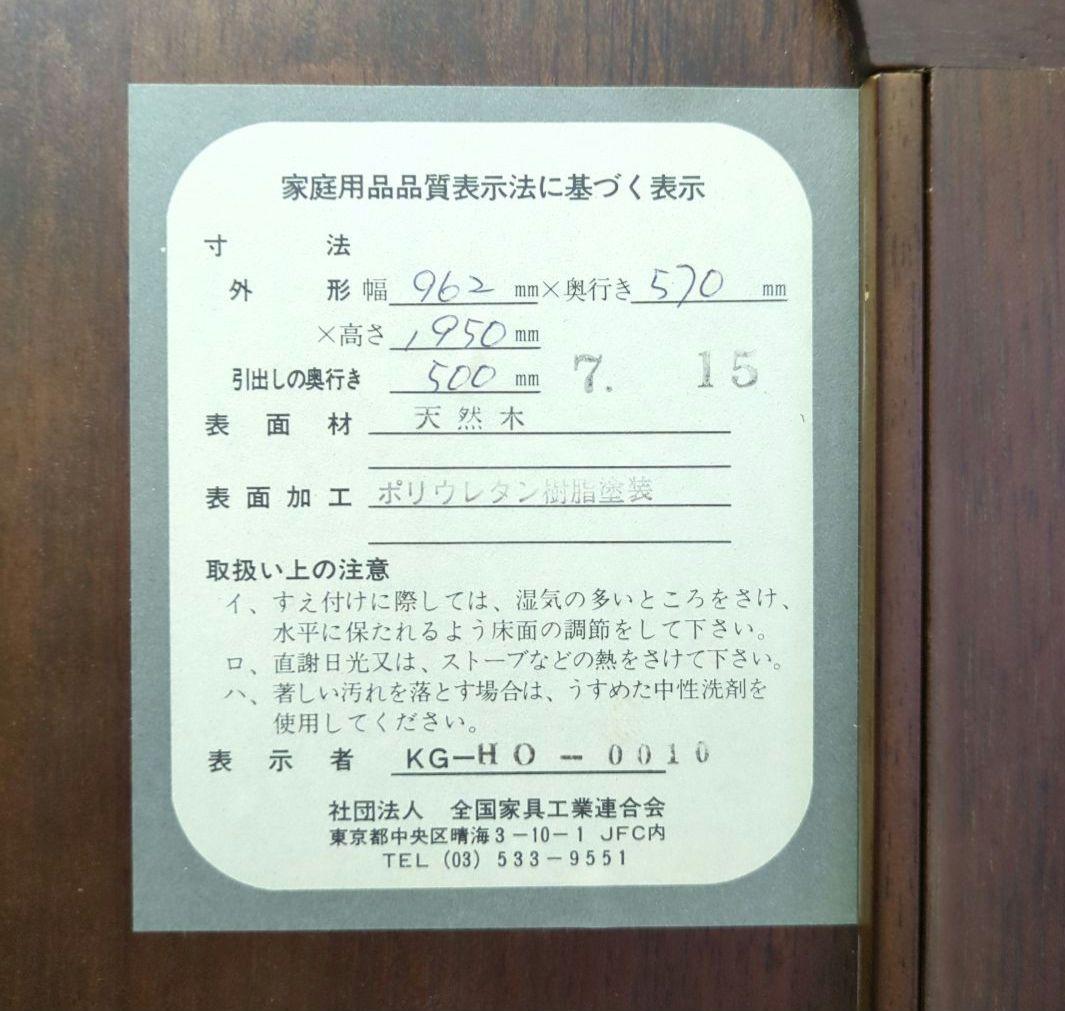 家庭用品品質表示法に基づく表示
寸法
外形 幅 962 mm×奥行き 570 mm
×高さ 1950 mm
引出しの奥行き 500 mm 7. 15
表面材 天然木
表面加工 ポリウレタン樹脂塗装
取扱い上の注意
イ、すえ付けに際しては、湿気の多いところをさけ、
水平に保たれるよう床面の調節をして下さい。
ロ、直謝日光又は、ストーブなどの熱をさけて下さい。
ハ、著しい汚れを落とす場合は、うすめた中性洗剤を
使用してください。
表示者 KG-HO-0010
社団法人 全国家具工業連合会
東京都中央区晴海3-10-1 JFC内
TEL (03) 533-9551